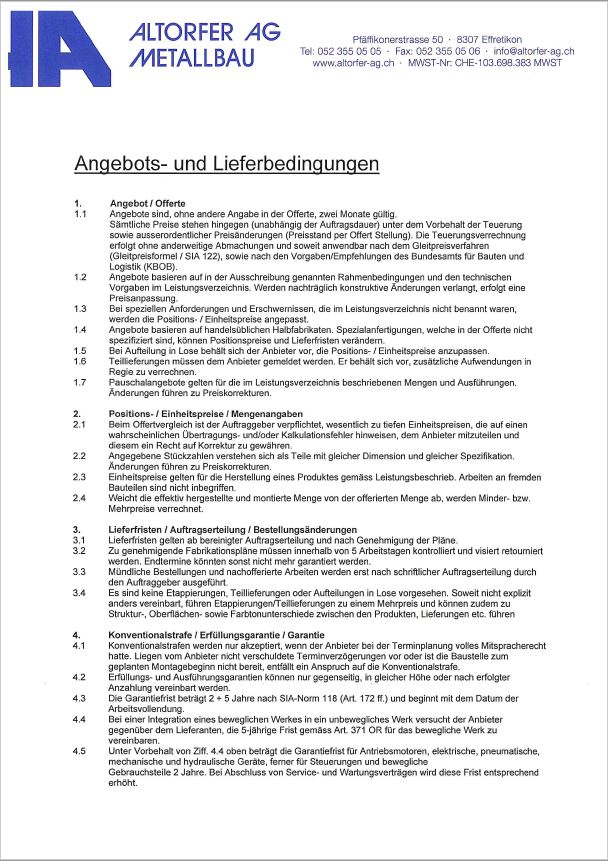 ALTORFER AG
METALLBAU
Pfäffikonerstrasse 50 · 8307 Effretikon
Tel: 052 355 05 05 · Fax: 052 355 05 06 · info@altorfer-ag.ch
www.altorfer-ag.ch · MWST-Nr: CHE-103.698.383 MWST
Angebots- und Lieferbedingungen
1. Angebot / Offerte
1.1 Angebote sind, ohne andere Angabe in der Offerte, zwei Monate gültig.
Sämtliche Preise stehen hingegen (unabhängig der Auftragsdauer) unter dem Vorbehalt der Teuerung
sowie ausserordentlicher Preisänderungen (Preisstand per Offert Stellung). Die Teuerungsverrechnung
erfolgt ohne anderweitige Abmachungen und soweit anwendbar nach dem Gleitpreisverfahren
(Gleitpreisformel / SIA 122), sowie nach den Vorgaben/Empfehlungen des Bundesamts für Bauten und
Logistik (KBOB).
1.2 Angebote basieren auf in der Ausschreibung genannten Rahmenbedingungen und den technischen
Vorgaben im Leistungsverzeichnis. Werden nachträglich konstruktive Änderungen verlangt, erfolgt eine
Preisanpassung.
1.3 Bei speziellen Anforderungen und Erschwernissen, die im Leistungsverzeichnis nicht benannt waren,
werden die Positions- / Einheitspreise angepasst.
1.4 Angebote basieren auf handelsüblichen Halbfabrikaten. Spezialanfertigungen, welche in der Offerte nicht
spezifiziert sind, können Positionspreise und Lieferfristen verändern.
1.5 Bei Aufteilung in Lose behält sich der Anbieter vor, die Positions- / Einheitspreise anzupassen.
1.6 Teillieferungen müssen dem Anbieter gemeldet werden. Er behält sich vor, zusätzliche Aufwendungen in
Regie zu verrechnen.
1.7 Pauschalangebote gelten für die im Leistungsverzeichnis beschriebenen Mengen und Ausführungen.
Änderungen führen zu Preiskorrekturen.
2. Positions- / Einheitspreise / Mengenangaben
2.1 Beim Offertvergleich ist der Auftraggeber verpflichtet, wesentlich zu tiefen Einheitspreisen, die auf einen
wahrscheinlichen Übertragungs- und/oder Kalkulationsfehler hinweisen, dem Anbieter mitzuteilen und
diesem ein Recht auf Korrektur zu gewähren.
2.2 Angegebene Stückzahlen verstehen sich als Teile mit gleicher Dimension und gleicher Spezifikation.
Änderungen führen zu Preiskorrekturen.
2.3 Einheitspreise gelten für die Herstellung eines Produktes gemäss Leistungsbeschrieb. Arbeiten an fremden
Bauteilen sind nicht inbegriffen.
2.4 Weicht die effektiv hergestellte und montierte Menge von der offerierten Menge ab, werden Minder- bzw.
Mehrpreise verrechnet.
3. Lieferfristen / Auftragserteilung / Bestellungsänderungen
3.1 Lieferfristen gelten ab bereinigter Auftragserteilung und nach Genehmigung der Pläne.
3.2 Zu genehmigende Fabrikationspläne müssen innerhalb von 5 Arbeitstagen kontrolliert und visiert retourniert
werden. Endtermine könnten sonst nicht mehr garantiert werden.
3.3 Mündliche Bestellungen und nachofferierte Arbeiten werden erst nach schriftlicher Auftragserteilung durch
den Auftraggeber ausgeführt.
3.4 Es sind keine Etappierungen, Teillieferungen oder Aufteilungen in Lose vorgesehen. Soweit nicht explizit
anders vereinbart, führen Etappierungen/Teillieferungen zu einem Mehrpreis und können zudem zu
Struktur-, Oberflächen- sowie Farbtonunterschiede zwischen den Produkten, Lieferungen etc. führen
4. Konventionalstrafe / Erfüllungsgarantie / Garantie
4.1 Konventionalstrafen werden nur akzeptiert, wenn der Anbieter bei der Terminplanung volles Mitspracherecht
hatte. Liegen vom Anbieter nicht verschuldete Terminverzögerungen vor oder ist die Baustelle zum
geplanten Montagebeginn nicht bereit, entfällt ein Anspruch auf die Konventionalstrafe.
4.2 Erfüllungs- und Ausführungsgarantien können nur gegenseitig, in gleicher Höhe oder nach erfolgter
Anzahlung vereinbart werden.
4.3 Die Garantiefrist beträgt 2 + 5 Jahre nach SIA-Norm 118 (Art. 172 ff.) und beginnt mit dem Datum der
Arbeitsvollendung.
4.4 Bei einer Integration eines beweglichen Werkes in ein unbewegliches Werk versucht der Anbieter
gegenüber dem Lieferanten, die 5-jährige Frist gemäss Art. 371 OR für das bewegliche Werk zu
vereinbaren.
4.5 Unter Vorbehalt von Ziff. 4.4 oben beträgt die Garantiefrist für Antriebsmotoren, elektrische, pneumatische,
mechanische und hydraulische Geräte, ferner für Steuerungen und bewegliche
Gebrauchsteile 2 Jahre. Bei Abschluss von Service- und Wartungsverträgen wird diese Frist entsprechend
erhöht.